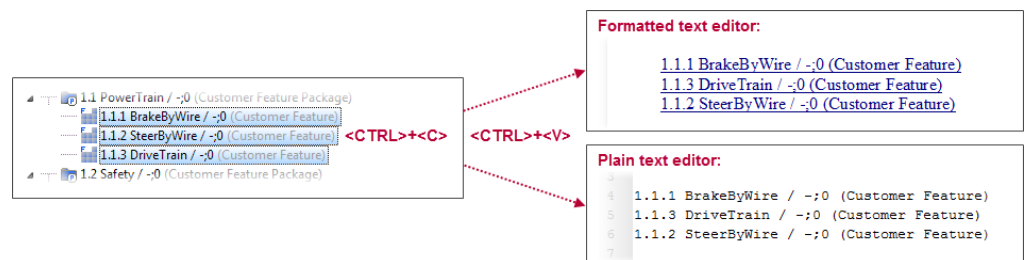 1.1 PowerTrain / -;0 (Customer Feature Package)
1.1.1 BrakeByWire / -;0 (Customer Feature)
1.1.2 SteerByWire / -;0 (Customer Feature)
1.1.3 DriveTrain / -;0 (Customer Feature)
1.2 Safety / -;0 (Customer Feature Package)
<CTRL>+<C>
<CTRL>+<V>
Formatted text editor:
1.1.1 BrakeByWire / -;0 (Customer Feature)
1.1.3 DriveTrain / -;0 (Customer Feature)
1.1.2 SteerByWire / -;0 (Customer Feature)
Plain text editor:
3
4 1.1.1 BrakeByWire / -;0 (Customer Feature)
5 1.1.3 DriveTrain / -;0 (Customer Feature)
6 1.1.2 SteerByWire / -;0 (Customer Feature)
7